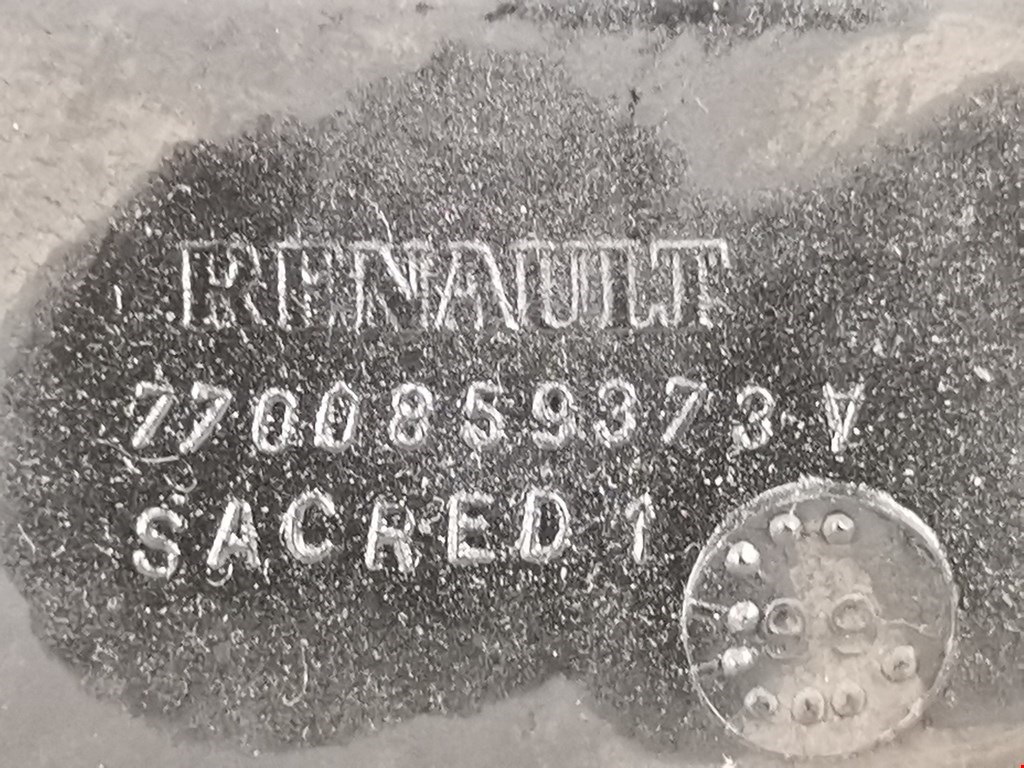 RENAULT
7700859373 A
SACRED 1